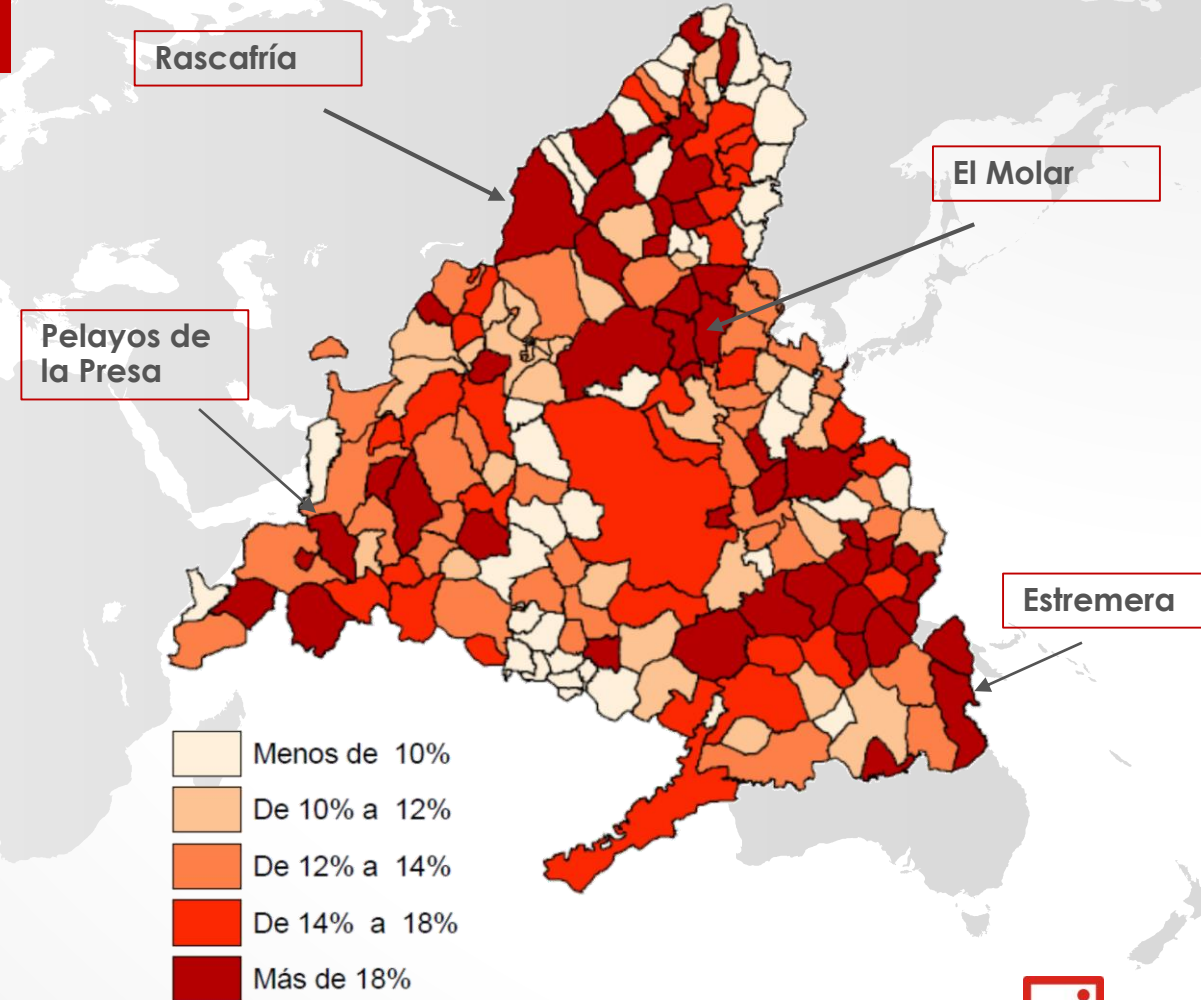 Rascafría
El Molar
Pelayos de
la Presa
Estremera
Menos de 10%
De 10% a 12%
De 12% a 14%
De 14% a 18%
Más de 18%